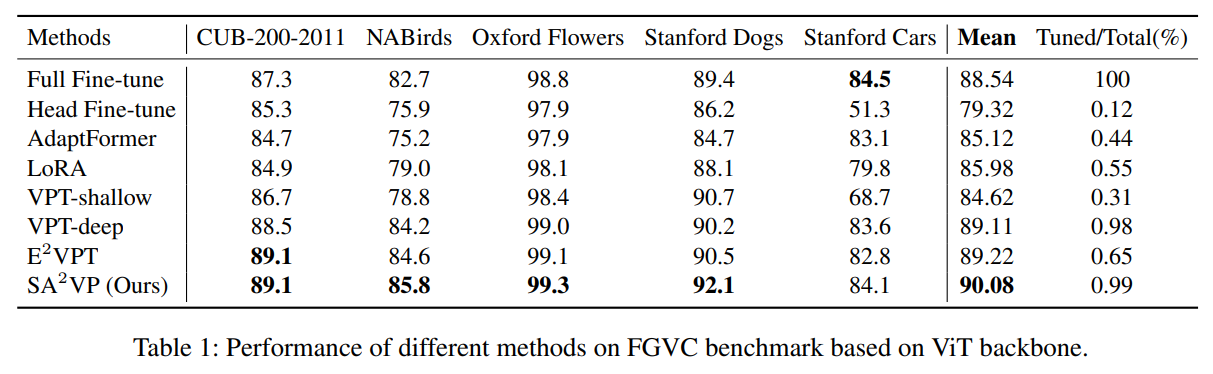 Methods CUB-200-2011 NABirds Oxford Flowers Stanford Dogs Stanford Cars Mean Tuned/Total(%)
Full Fine-tune 87.3 82.7 98.8 89.4 84.5 88.54 100
Head Fine-tune 85.3 75.9 97.9 86.2 51.3 79.32 0.12
AdaptFormer 84.7 75.2 97.9 84.7 83.1 85.12 0.44
LoRA 84.9 79.0 98.1 88.1 79.8 85.98 0.55
VPT-shallow 86.7 78.8 98.4 90.7 68.7 84.62 0.31
VPT-deep 88.5 84.2 99.0 90.2 83.6 89.11 0.98
E²VPT 89.1 84.6 99.1 90.5 82.8 89.22 0.65
SA²VP (Ours) 89.1 85.8 99.3 92.1 84.1 90.08 0.99
Table 1: Performance of different methods on FGVC benchmark based on ViT backbone.